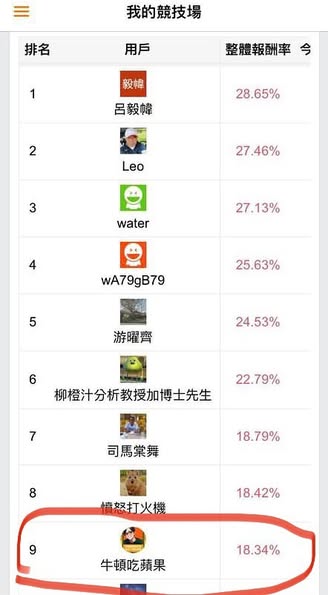 我的競技場
排名 用戶 整體報酬率 今
1 毅幃 呂毅幃 28.65%
2 Leo 27.46%
3 water 27.13%
4 wA79gB79 25.63%
5 游曜齊 24.53%
6 柳橙汁分析教授加博士先生 22.79%
7 司馬棠舞 18.79%
8 憤怒打火機 18.42%
9 牛頓吃蘋果 18.34%